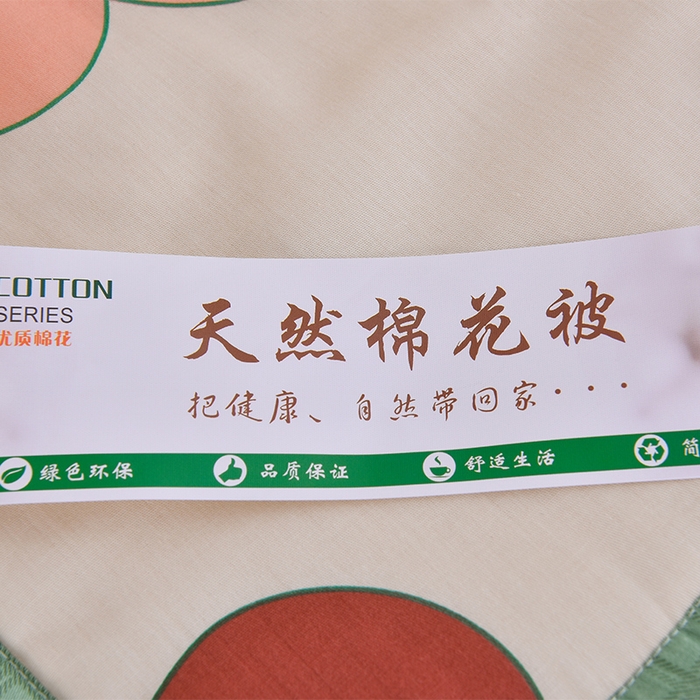 COTTON
SERIES
优质棉花
天然棉花被
把健康、自然带回家···
绿色环保 品质保证 舒适生活 简